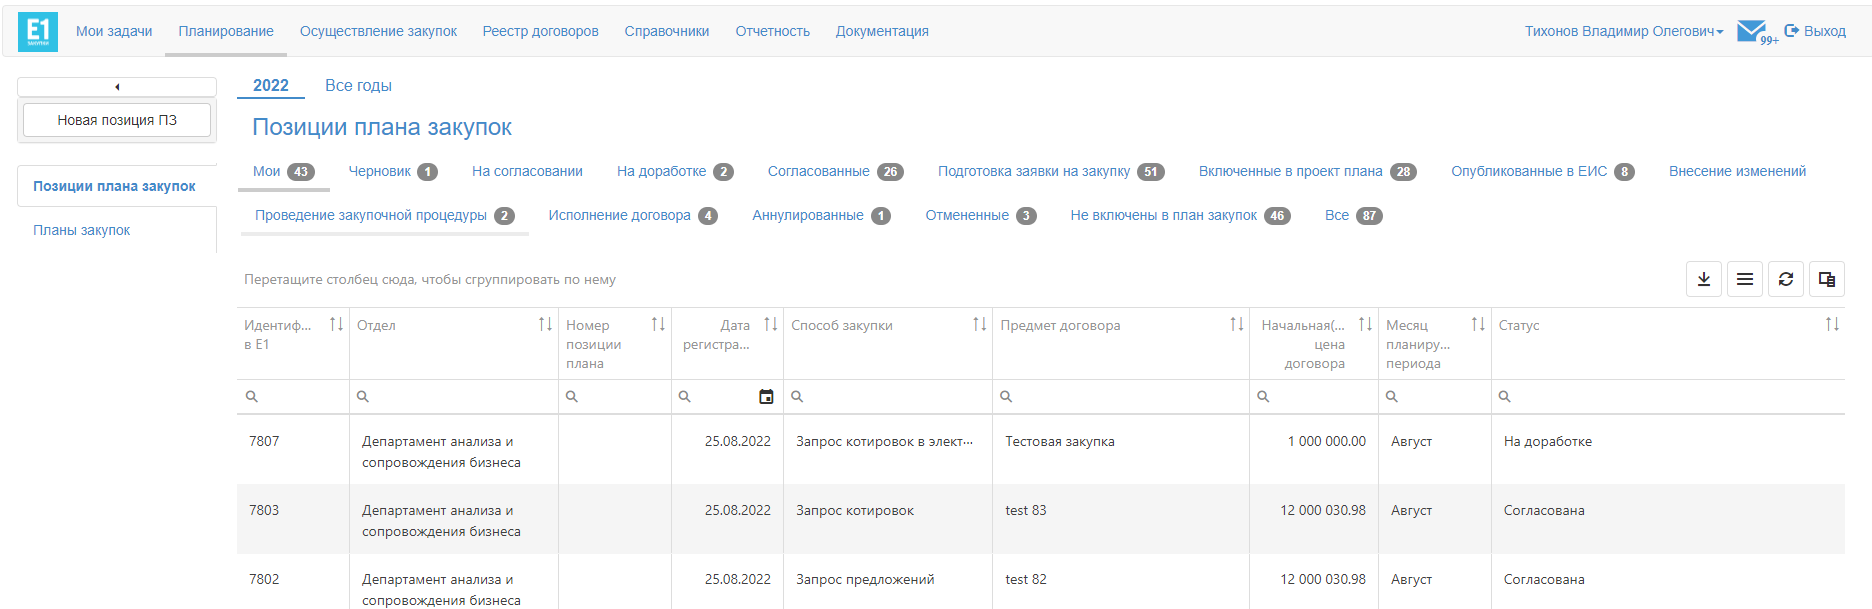 E1
ЗАКУПКИ
Мои задачи Планирование Осуществление закупок Реестр договоров Справочники Отчетность Документация Тихонов Владимир Олегович 99+ Выход
Новая позиция ПЗ
Позиции плана закупок
Планы закупок
2022 Все годы
Позиции плана закупок
Мои 43 Черновик 1 На согласовании На доработке 2 Согласованные 26 Подготовка заявки на закупку 51 Включенные в проект плана 28 Опубликованные в ЕИС 8 Внесение изменений
Проведение закупочной процедуры 2 Исполнение договора 4 Аннулированные 1 Отмененные 3 Не включены в план закупок 46 Все 87
Перетащите столбец сюда, чтобы сгруппировать по нему
Идентиф... Отдел Номер Дата Способ закупки Предмет договора Начальная(... Месяц Статус
в E1 позиции регистра... цена планиру...
плана договора периода
7807 Департамент анализа и 25.08.2022 Запрос котировок в элект... Тестовая закупка 1 000 000.00 Август На доработке
сопровождения бизнеса
7803 Департамент анализа и 25.08.2022 Запрос котировок test 83 12 000 030.98 Август Согласована
сопровождения бизнеса
7802 Департамент анализа и 25.08.2022 Запрос предложений test 82 12 000 030.98 Август Согласована
сопровождения бизнеса